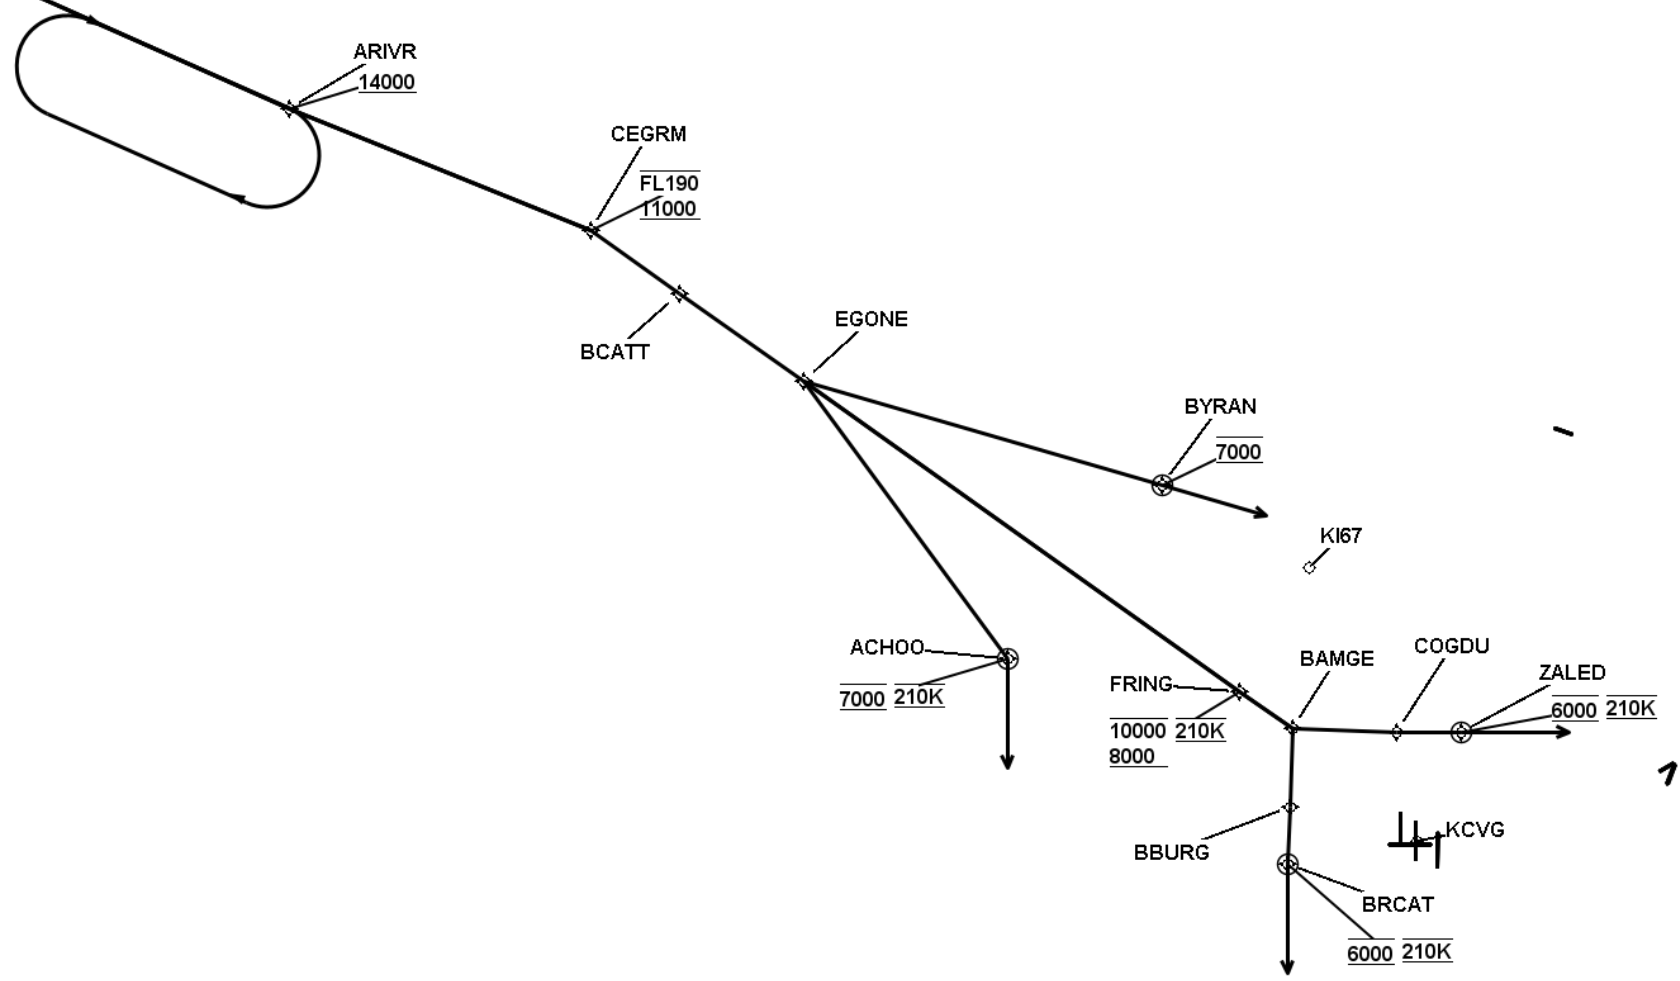 ARIVR
14000
CEGRM
FL190
11000
BCATT
EGONE
BYRAN
7000
KI67
ACHOO
7000 210K
FRING
10000 210K
8000
BAMGE
COGDU
ZALED
6000 210K
BBURG
KCVG
BRCAT
6000 210K